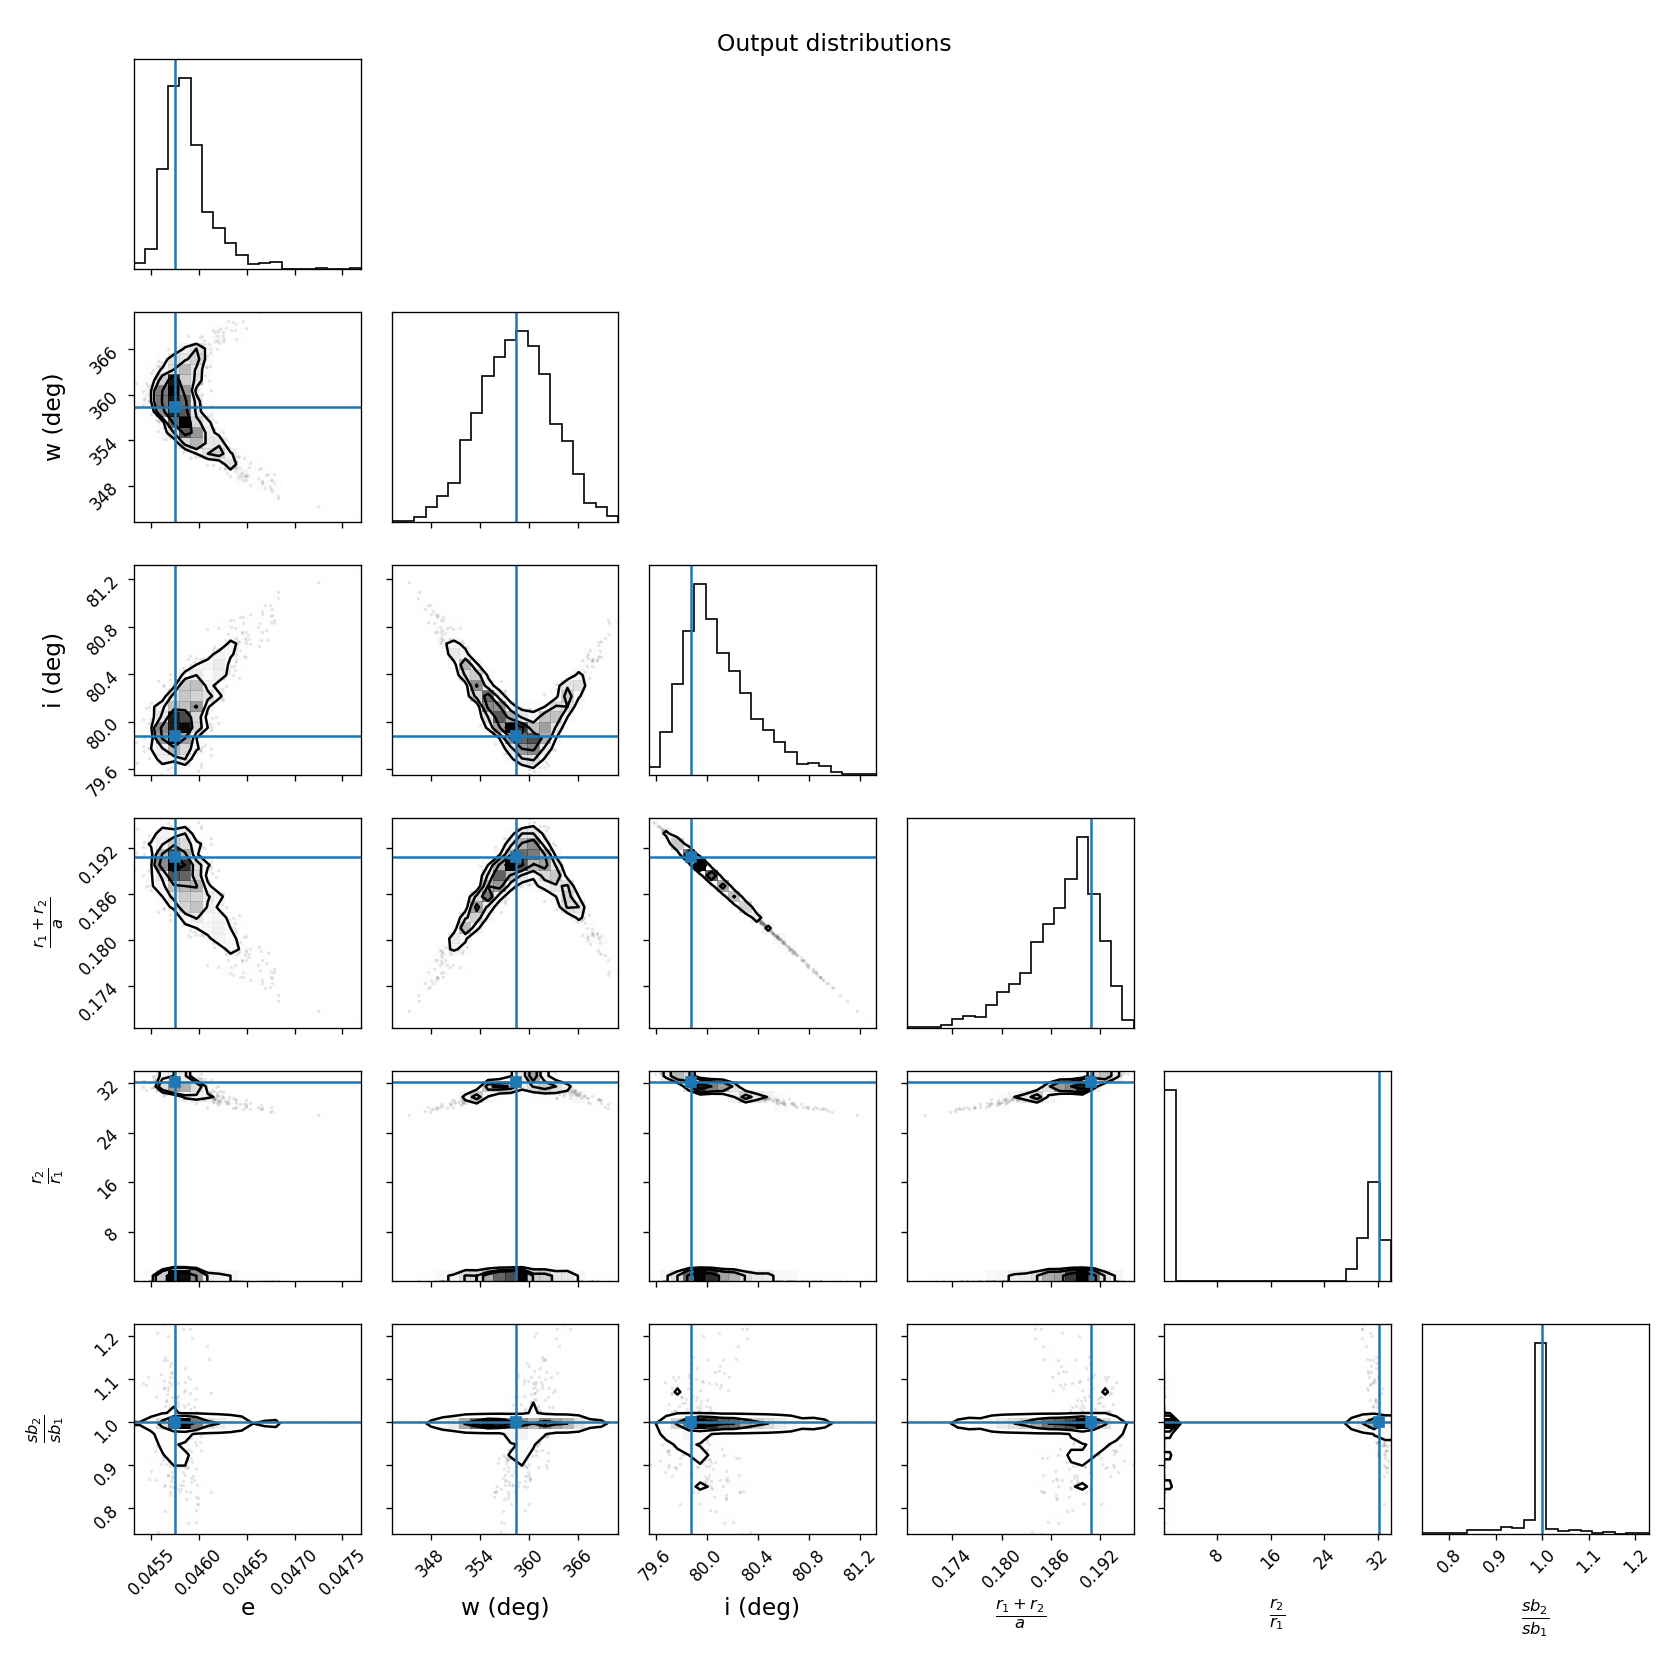 Output distributions
w (deg)
366
360
354
348
i (deg)
81.2
80.8
80.4
80.0
79.6
r1 + r2
a
0.192
0.186
0.180
0.174
r2
r1
32
24
16
8
sb2
sb1
1.2
1.1
1.0
0.9
0.8
0.0455 0.0460 0.0465 0.0470 0.0475
348 354 360 366
79.6 80.0 80.4 80.8 81.2
0.174 0.180 0.186 0.192
8 16 24 32
0.8 0.9 1.0 1.1 1.2
e
w (deg)
i (deg)
r1 + r2
a
r2
r1
sb2
sb1